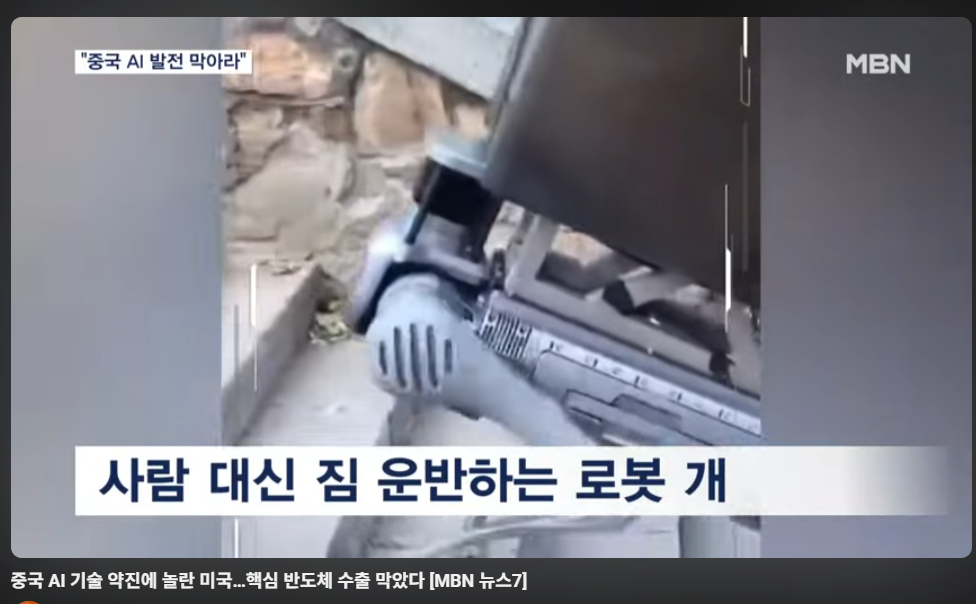 "중국 AI 발전 막아라"
MBN
사람 대신 짐 운반하는 로봇 개
중국 AI 기술 약진에 놀란 미국...핵심 반도체 수출 막았다 [MBN 뉴스7]